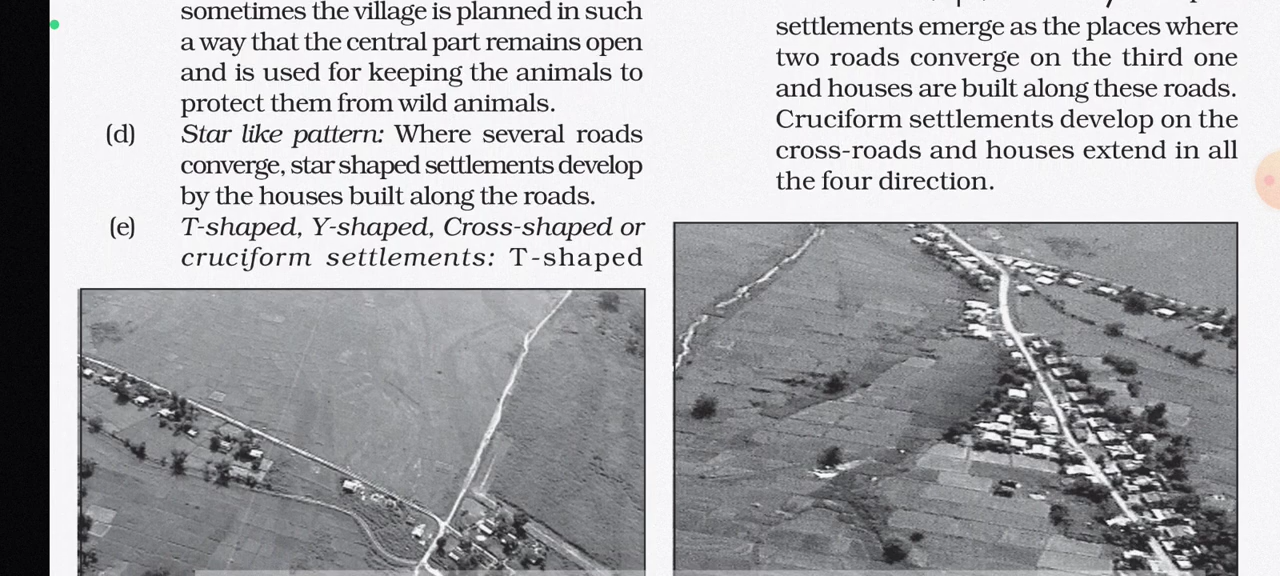 sometimes the village is planned in such
a way that the central part remains open
and is used for keeping the animals to
protect them from wild animals.
(d) Star like pattern: Where several roads
converge, star shaped settlements develop
by the houses built along the roads.
(e) T-shaped, Y-shaped, Cross-shaped or
cruciform settlements: T-shaped
settlements emerge as the places where
two roads converge on the third one
and houses are built along these roads.
Cruciform settlements develop on the
cross-roads and houses extend in all
the four direction.